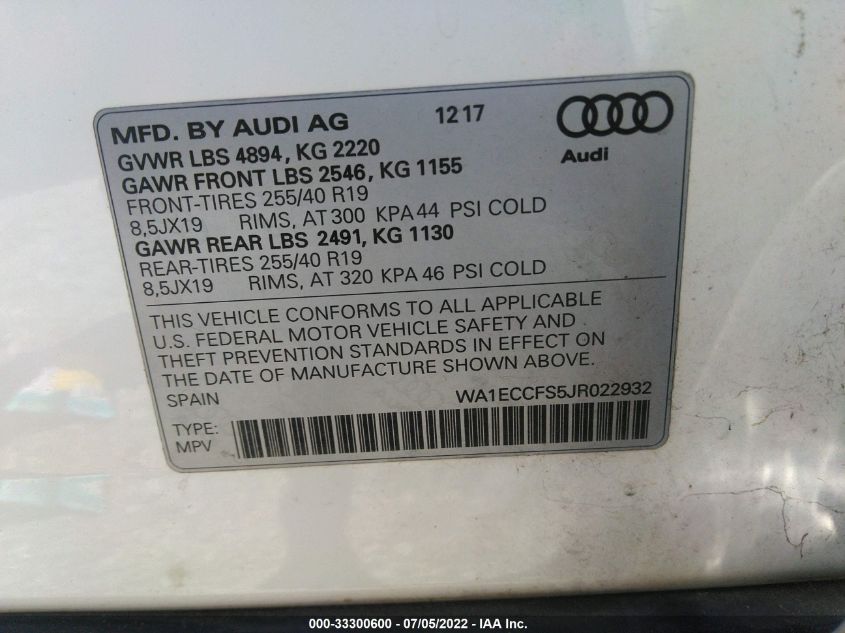 MFD. BY AUDI AG 12 17
Audi
GVWR LBS 4894, KG 2220
GAWR FRONT LBS 2546, KG 1155
FRONT-TIRES 255/40 R19
8,5JX19 RIMS, AT 300 KPA 44 PSI COLD
GAWR REAR LBS 2491, KG 1130
REAR-TIRES 255/40 R19
8,5JX19 RIMS, AT 320 KPA 46 PSI COLD
THIS VEHICLE CONFORMS TO ALL APPLICABLE
U.S. FEDERAL MOTOR VEHICLE SAFETY AND
THEFT PREVENTION STANDARDS IN EFFECT ON
THE DATE OF MANUFACTURE SHOWN ABOVE.
SPAIN WA1ECCFS5JR022932
TYPE:
MPV
000-33300600 - 07/05/2022 - IAA Inc.